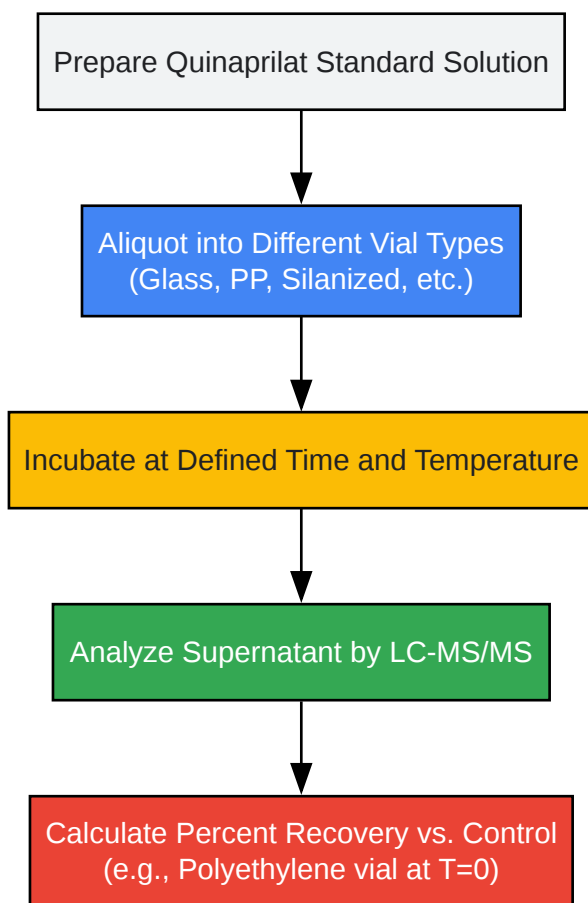 Prepare Quinaprilat Standard Solution
Aliquot into Different Vial Types
(Glass, PP, Silanized, etc.)
Incubate at Defined Time and Temperature
Analyze Supernatant by LC-MS/MS
Calculate Percent Recovery vs. Control
(e.g., Polyethylene vial at T=0)